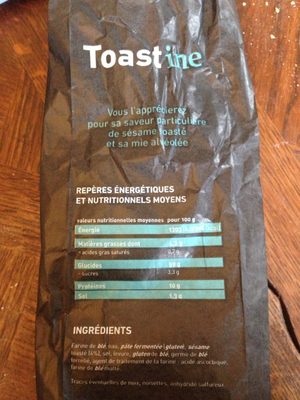 Toastine
Vous l'apprécierez
pour sa saveur particulière
de sésame toasté
et sa mie alvéolée
REPÈRES ÉNERGÉTIQUES
ET NUTRITIONNELS MOYENS
valeurs nutritionnelles moyennes pour 100 g
Énergie
Matières grasses dont
- acides gras saturés
Glucides
- sucres 3,3 g
Protéines 10 g
Sel 1,3 g
INGRÉDIENTS
Farine de blé, eau, pâte fermentée (gluten), sésame
toasté (4%), sel, levure, gluten de blé, germe de blé
agent de traitement de la farine : acide ascorbique,
farine de blé
Traces éventuelles de noix, noisettes, anhydride sulfureux.